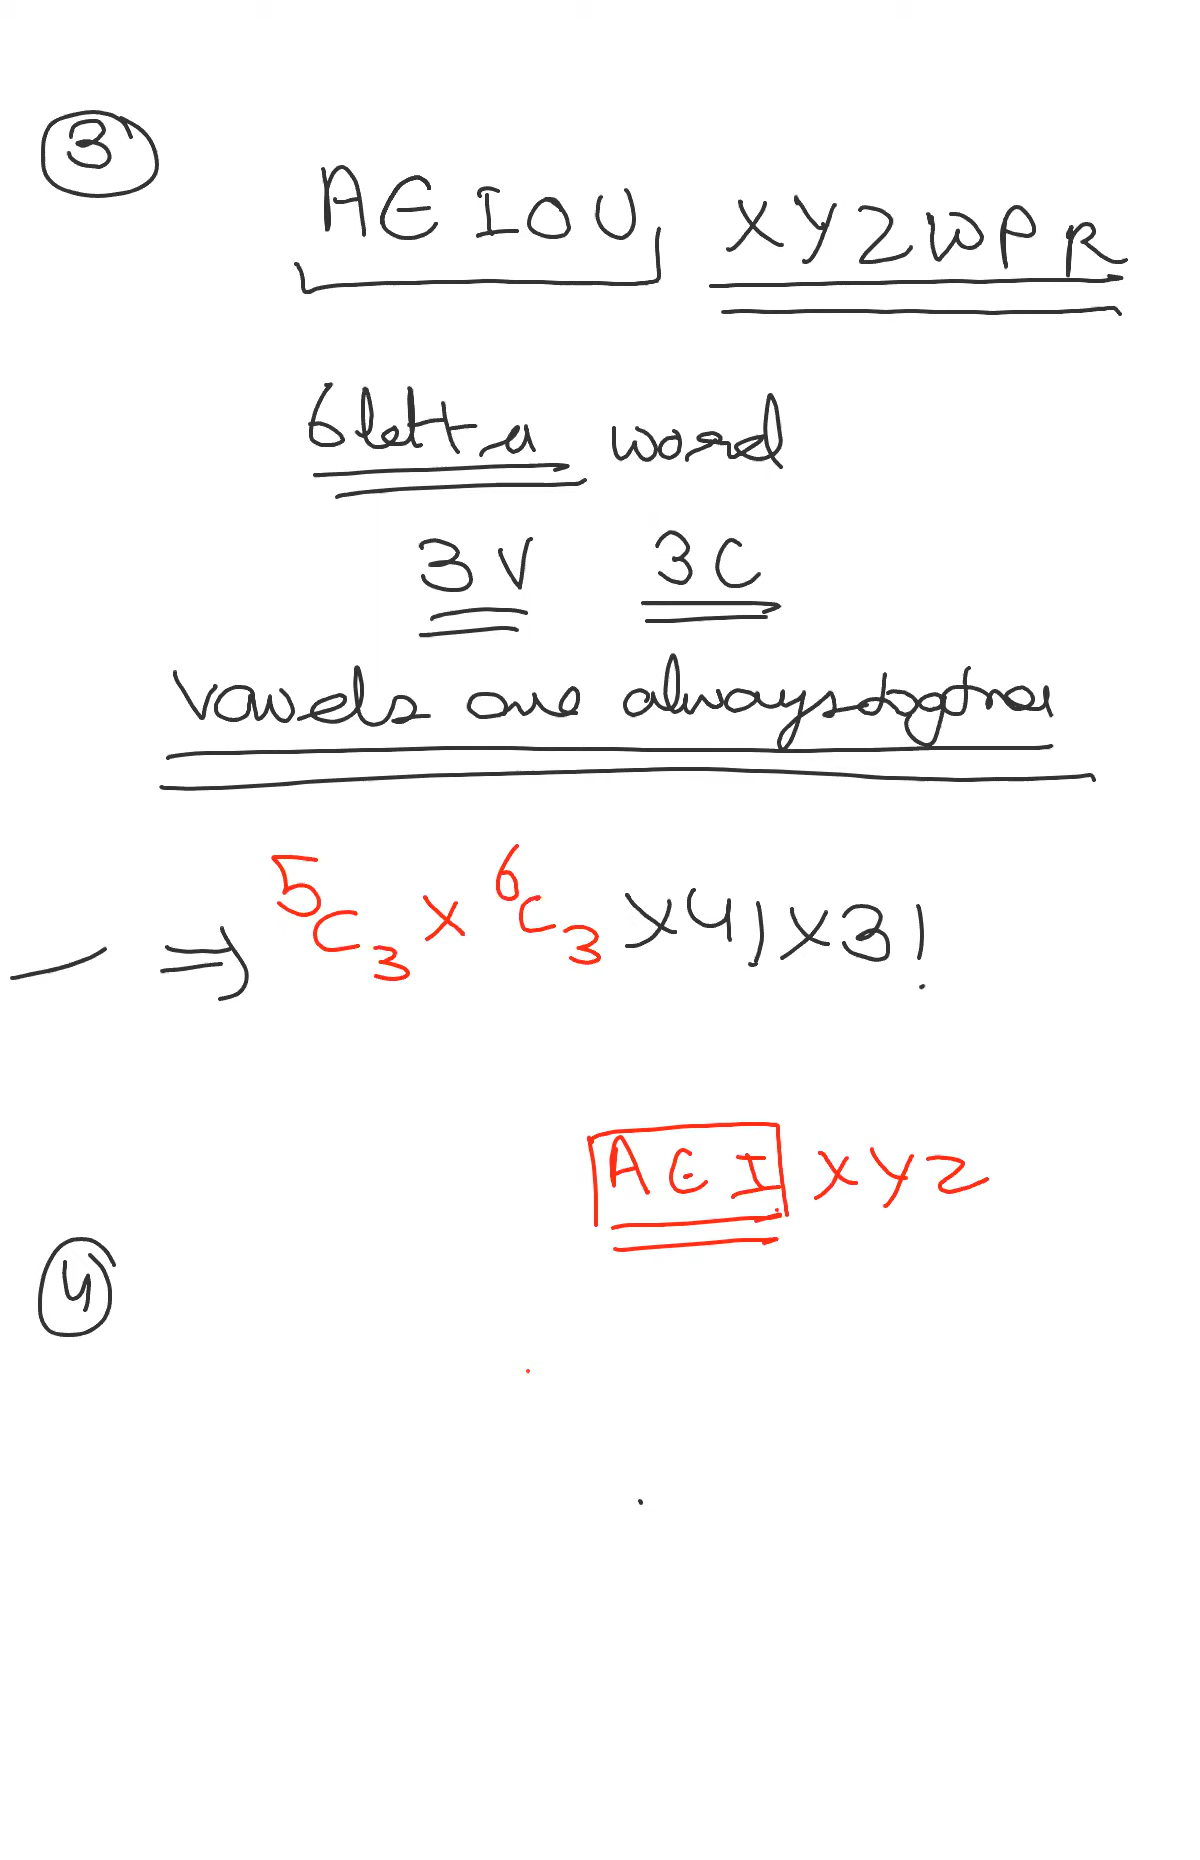 3
AEIOU XYZWPR
6 letter word
3V 3C
Vowels are always together
⇒ ⁵C₃ × ⁶C₃ × 4! × 3!
AEI XYZ
4